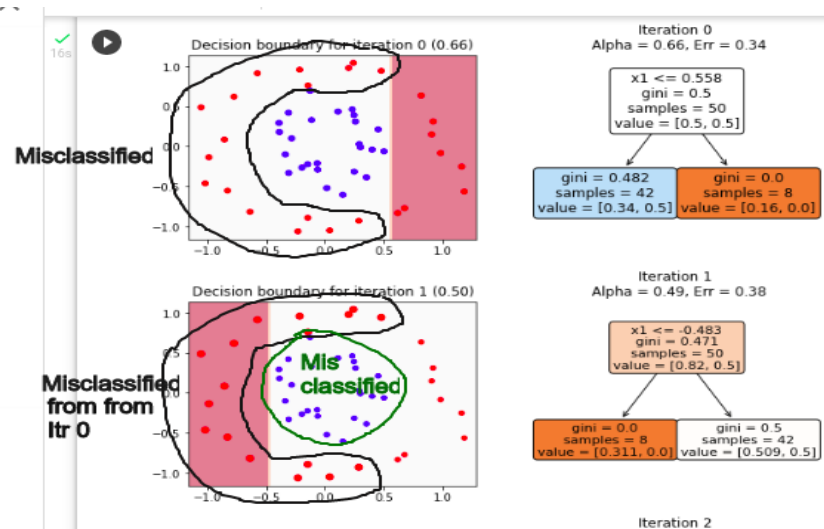 16s
Decision boundary for iteration 0 (0.66)
1.0
0.5
0.0
−0.5
−1.0
−1.0
−0.5
0.0
0.5
1.0
Misclassified
Iteration 0
Alpha = 0.66, Err = 0.34
x1 <= 0.558
gini = 0.5
samples = 50
value = [0.5, 0.5]
gini = 0.482
samples = 42
value = [0.34, 0.5]
gini = 0.0
samples = 8
value = [0.16, 0.0]
Decision boundary for iteration 1 (0.50)
1.0
0.5
0.0
−0.5
−1.0
−1.0
−0.5
0.0
0.5
1.0
Mis
classified
Misclassified
from from
Itr 0
Iteration 1
Alpha = 0.49, Err = 0.38
x1 <= -0.483
gini = 0.471
samples = 50
value = [0.82, 0.5]
gini = 0.0
samples = 8
value = [0.311, 0.0]
gini = 0.5
samples = 42
value = [0.509, 0.5]
Iteration 2